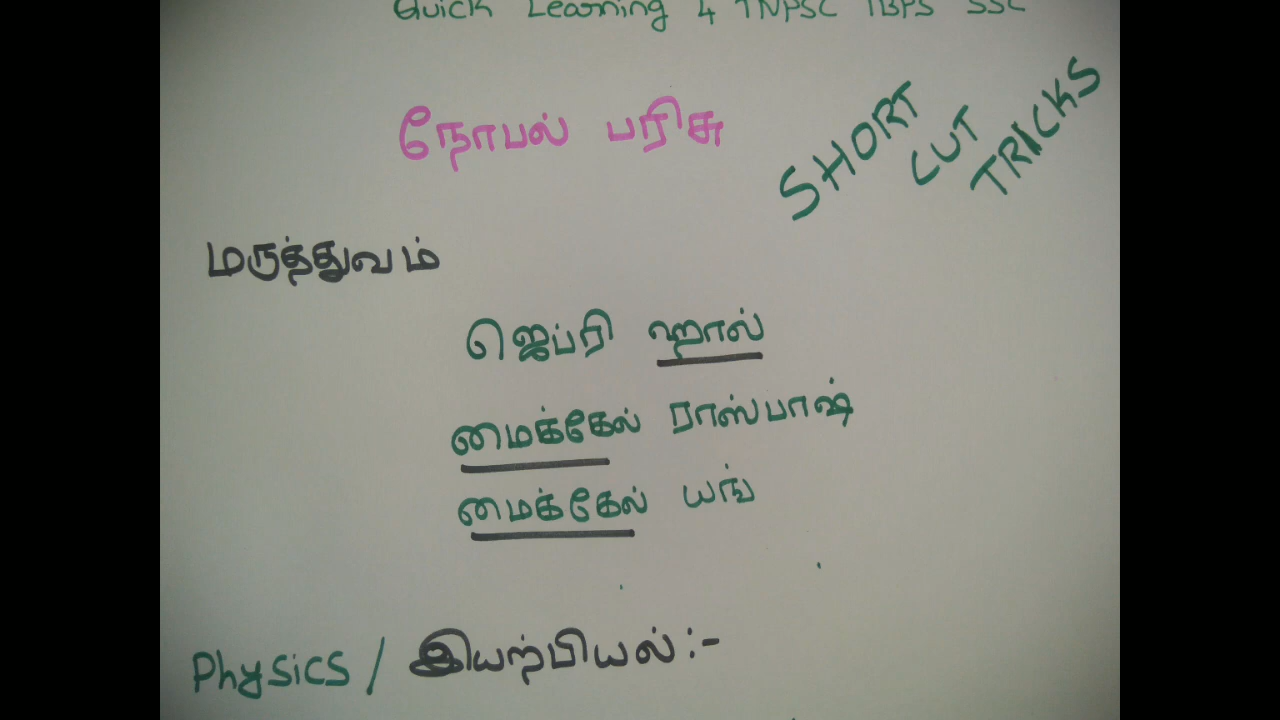 Quick Learning 4 TNPSC IBPS SSC
நோபல் பரிசு
SHORT
CUT
TRICKS
மருத்துவம்
ஜெப்ரி ஹால்
மைக்கேல் ராஸ்பாஷ்
மைக்கேல் யங்
Physics / இயற்பியல்:-